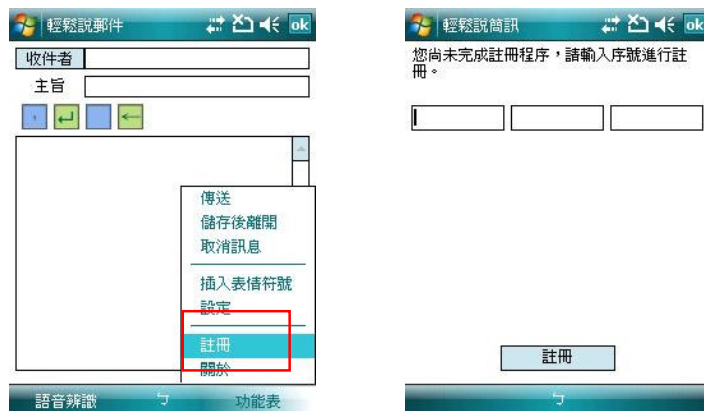 輕鬆說郵件
ok
收件者
主旨
傳送
儲存後離開
取消訊息
插入表情符號
設定
註冊
關於
語音辨識
ㄅ
功能表
輕鬆說簡訊
ok
您尚未完成註冊程序，請輸入序號進行註
冊。
註冊
ㄅ